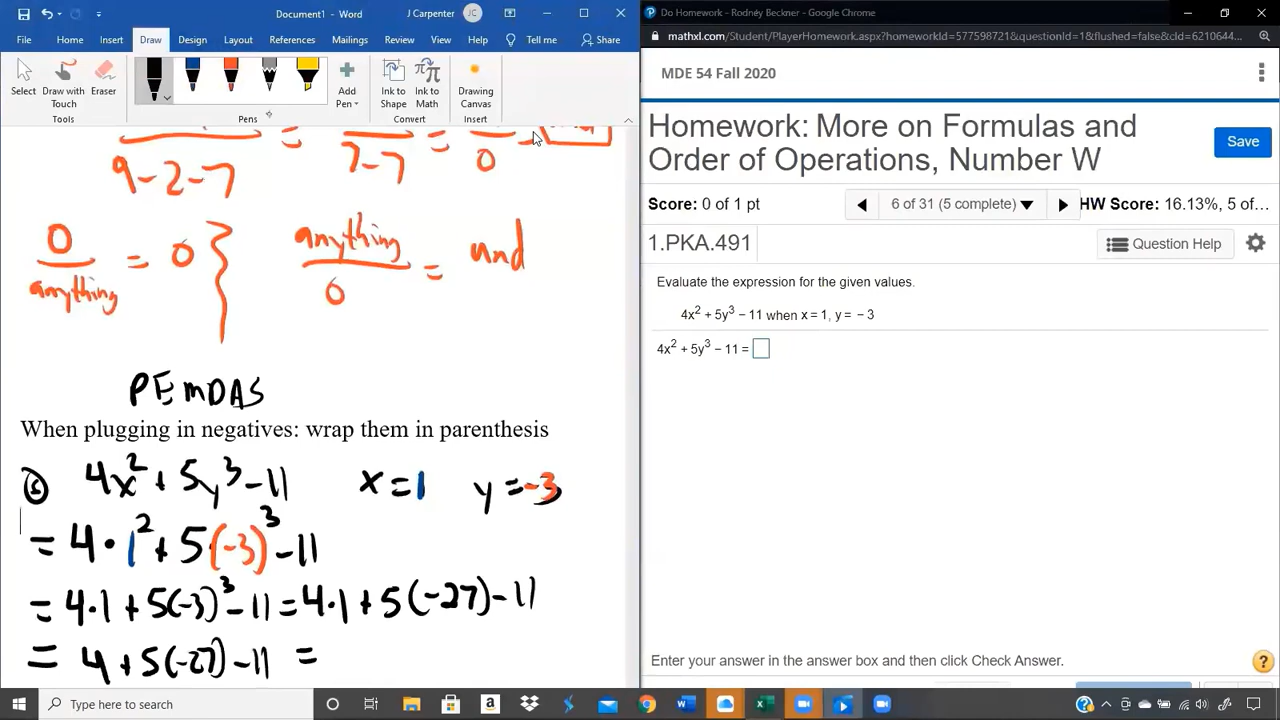 Document1 - Word
J Carpenter
JC
File Home Insert Draw Design Layout References Mailings Review View Help Tell me Share
Select
Draw with Touch
Eraser
Add Pen
Ink to Shape
Ink to Math
Drawing Canvas
Tools Pens Convert Insert
9-2-7 = 7-7 = 0
0/anything = 0 } anything/0 = und
PEMDAS
When plugging in negatives: wrap them in parenthesis
⑥ 4x² + 5y³ - 11 x = 1 y = -3
= 4 · 1² + 5(-3)³ - 11
= 4·1 + 5(-3)³ - 11 = 4·1 + 5(-27) - 11
= 4 + 5(-27) - 11 =
Do Homework - Rodney Beckner - Google Chrome
mathxl.com/Student/PlayerHomework.aspx?homeworkId=577598721&questionId=1&flushed=false&cId=6210644...
MDE 54 Fall 2020
Homework: More on Formulas and
Order of Operations, Number W
Save
Score: 0 of 1 pt
6 of 31 (5 complete)
HW Score: 16.13%, 5 of...
1.PKA.491
Question Help
Evaluate the expression for the given values.
4x² + 5y³ − 11 when x = 1, y = − 3
4x² + 5y³ − 11 =
Enter your answer in the answer box and then click Check Answer.
?
Type here to search